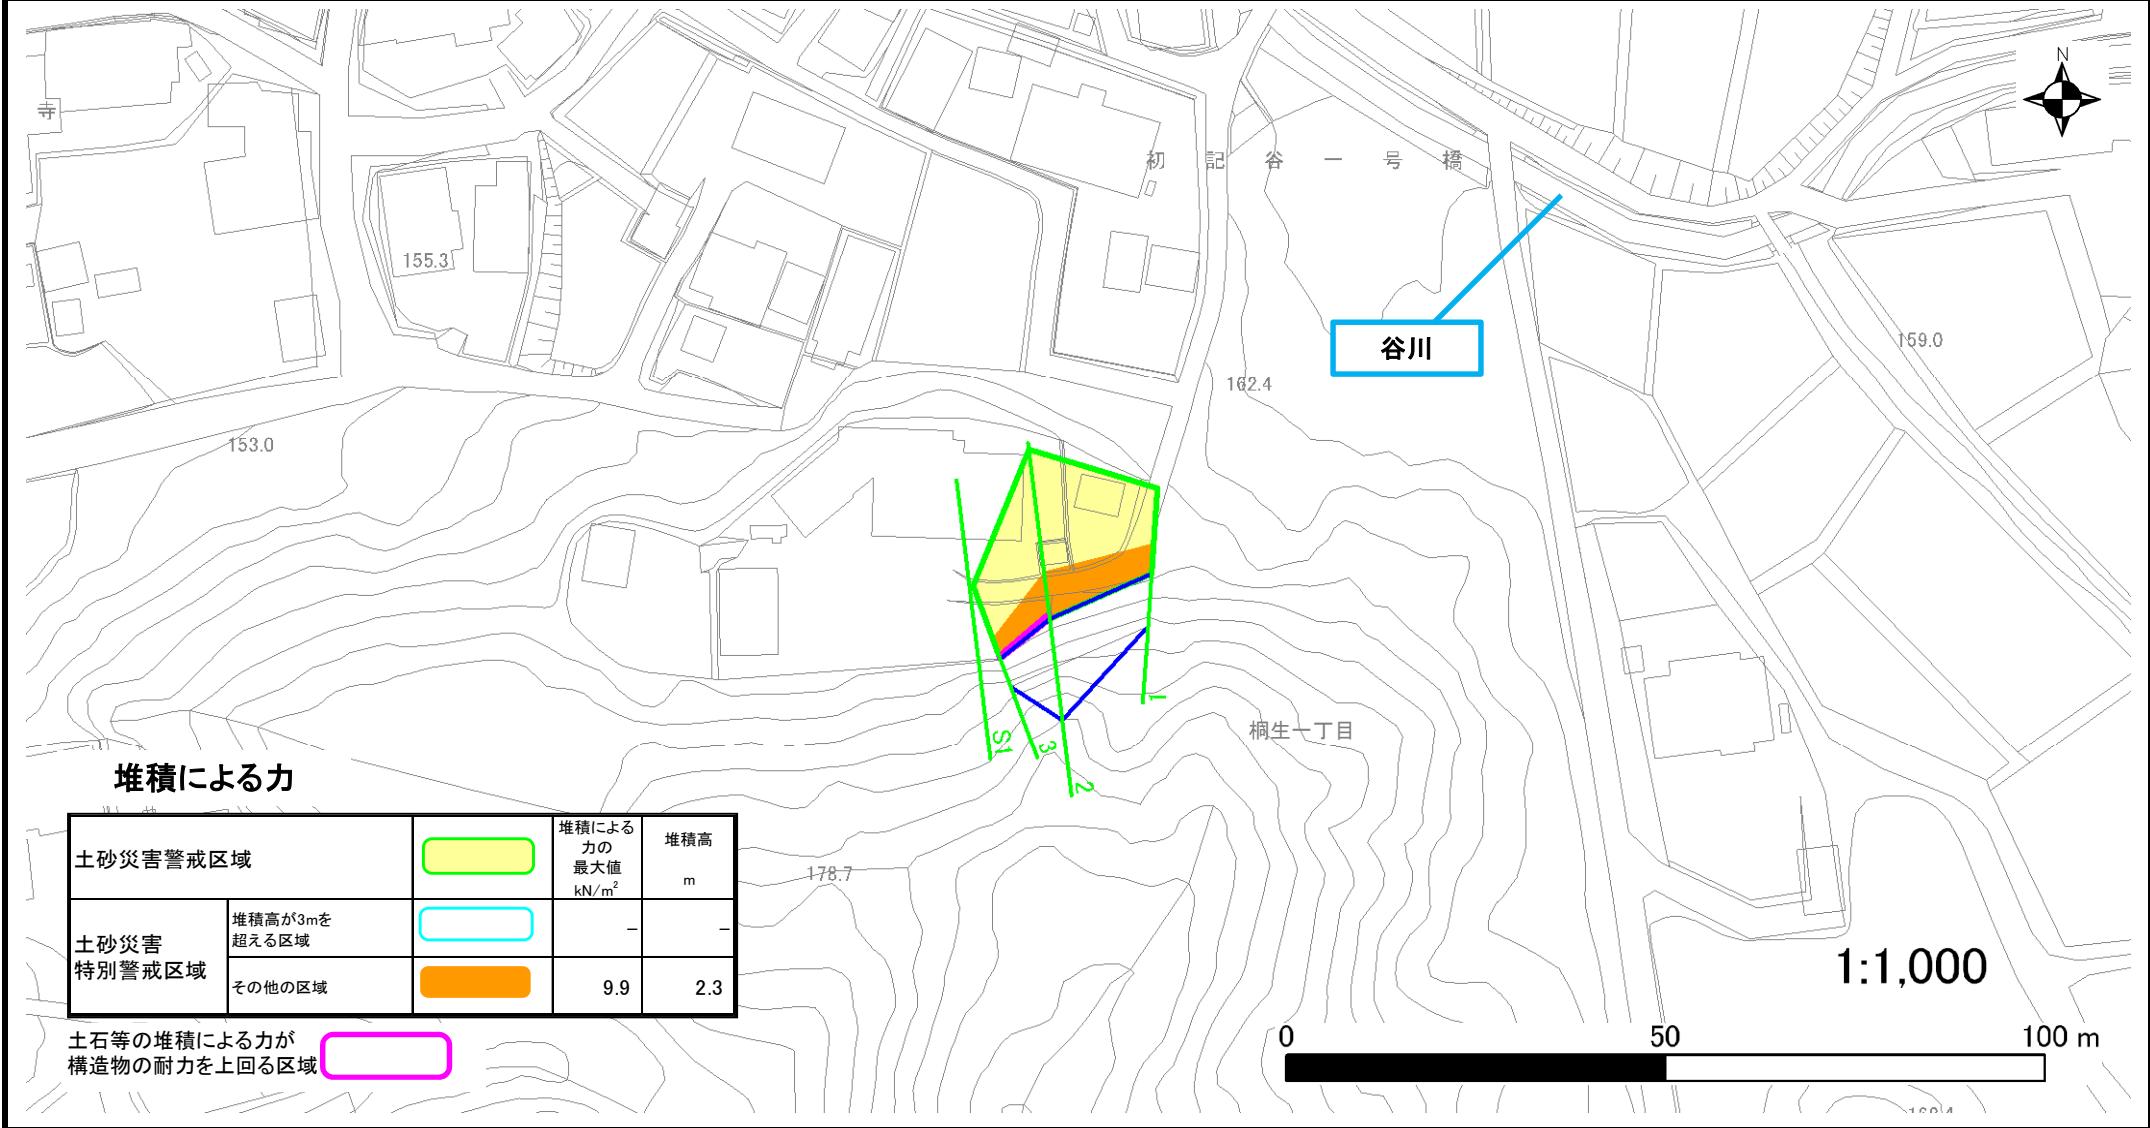 N
寺
初記谷一号橋
155.3
谷川
159.0
162.4
153.0
桐生一丁目
S1
3
2
1
178.7
堆積による力
土砂災害警戒区域
堆積による
力の
最大値
kN/m²
堆積高
m
土砂災害
特別警戒区域
堆積高が3mを
超える区域
–
–
その他の区域
9.9
2.3
土石等の堆積による力が
構造物の耐力を上回る区域
1:1,000
0
50
100 m